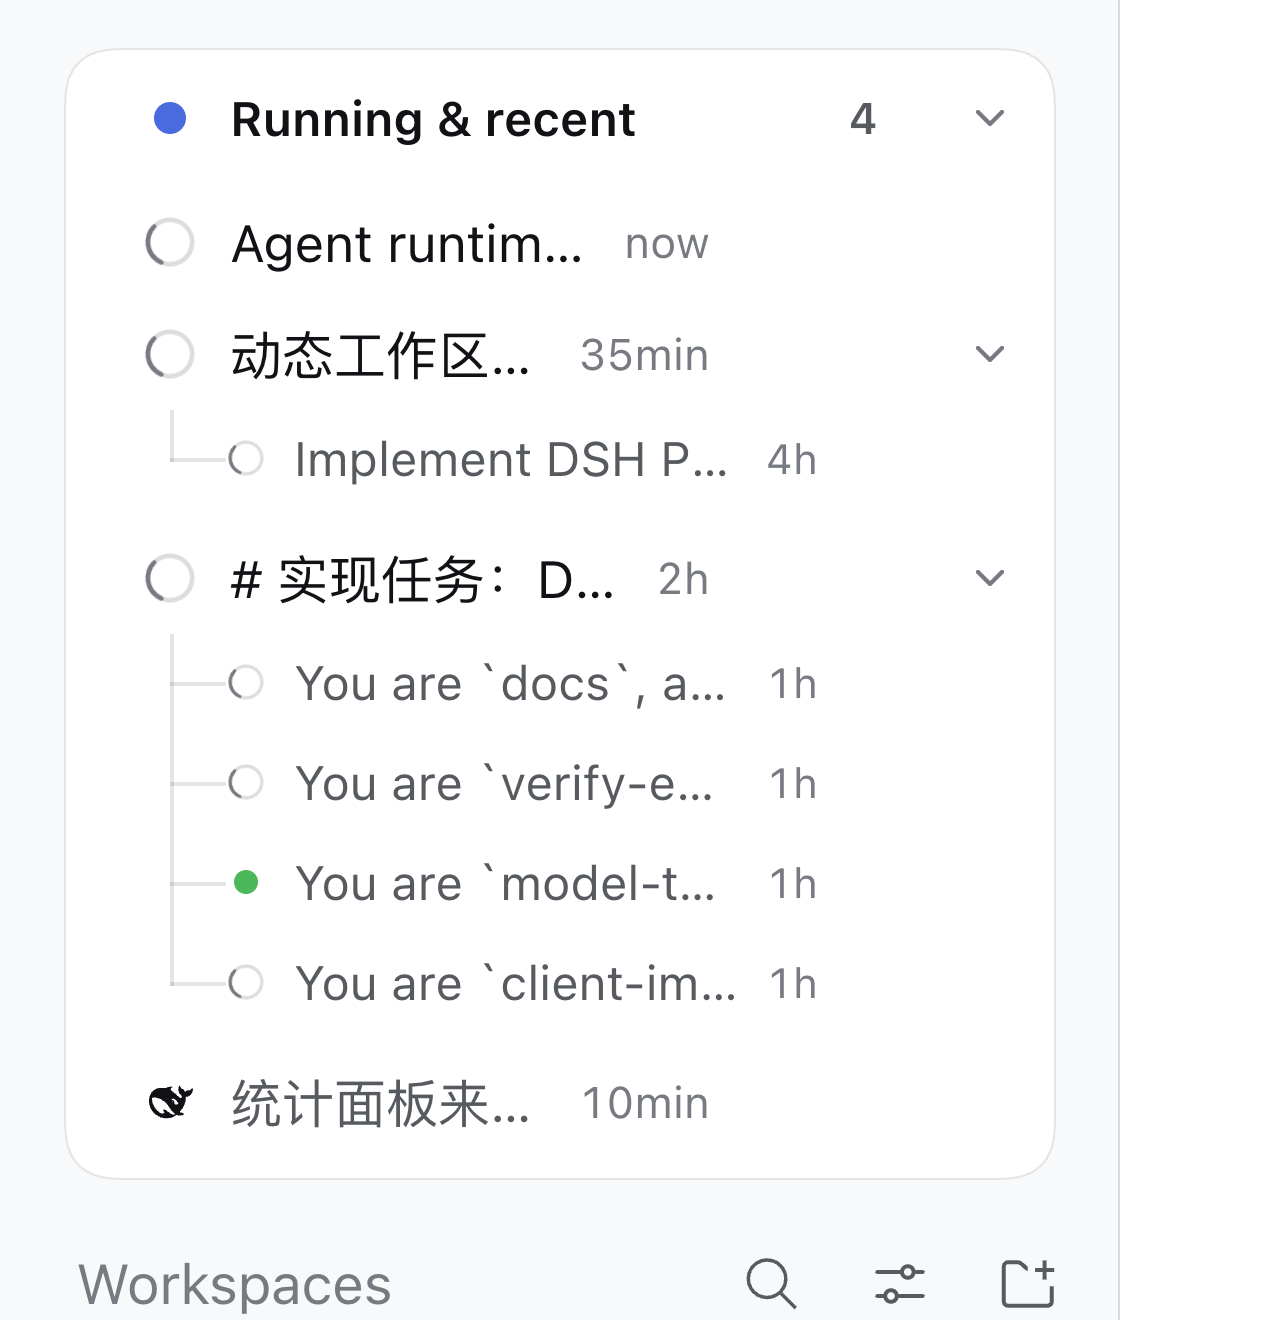 Running & recent 4
Agent runtim... now
动态工作区... 35min
Implement DSH P... 4h
# 实现任务：D... 2h
You are `docs`, a... 1h
You are `verify-e... 1h
You are `model-t... 1h
You are `client-im... 1h
统计面板来... 10min
Workspaces